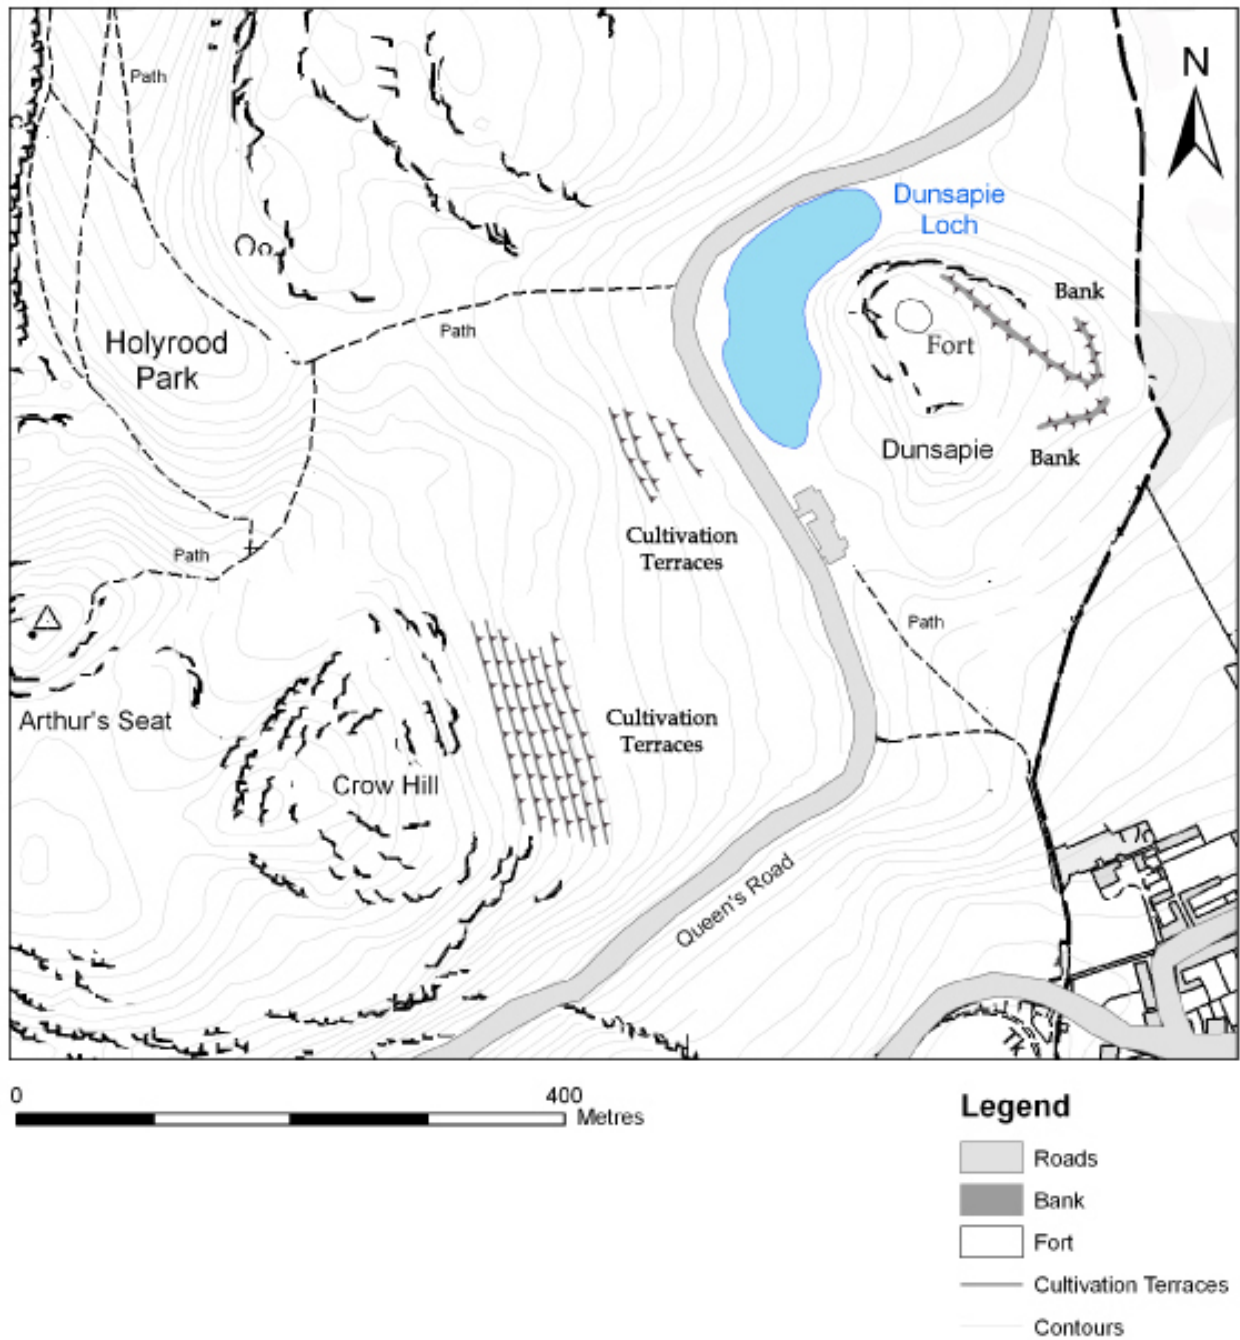 Path
N
Dunsapie
Loch
Bank
Path
Holyrood
Park
Fort
Dunsapie
Bank
Cultivation
Terraces
Path
Path
Arthur's Seat
Cultivation
Terraces
Crow Hill
Queen's Road
Tk
0
400
Metres
Legend
Roads
Bank
Fort
Cultivation Terraces
Contours